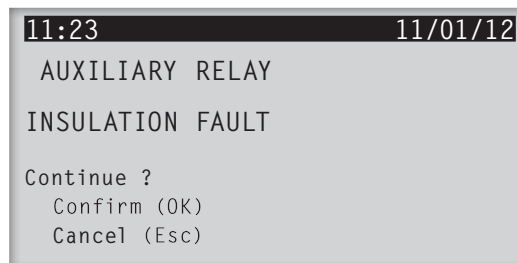 11:23 11/01/12
AUXILIARY RELAY
INSULATION FAULT
Continue ?
Confirm (OK)
Cancel (Esc)